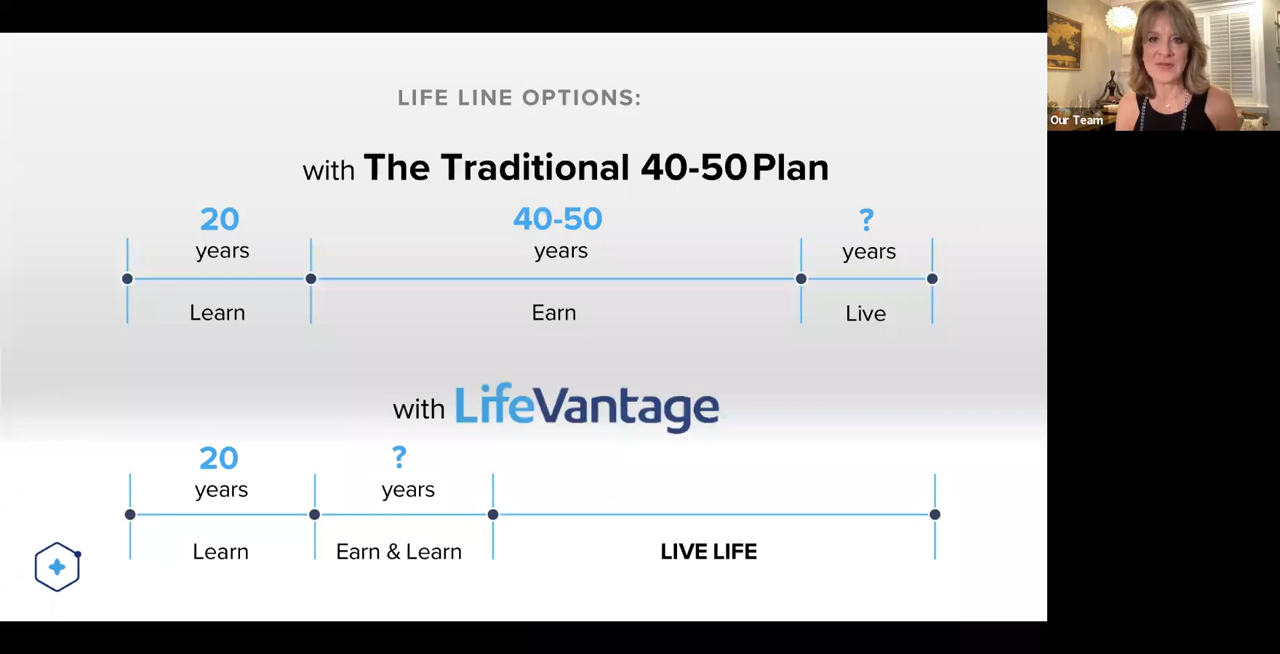 LIFE LINE OPTIONS:
with The Traditional 40-50 Plan
20 40-50 ?
years years years
Learn Earn Live
with LifeVantage
20 ?
years years
Learn Earn & Learn LIVE LIFE
Our Team